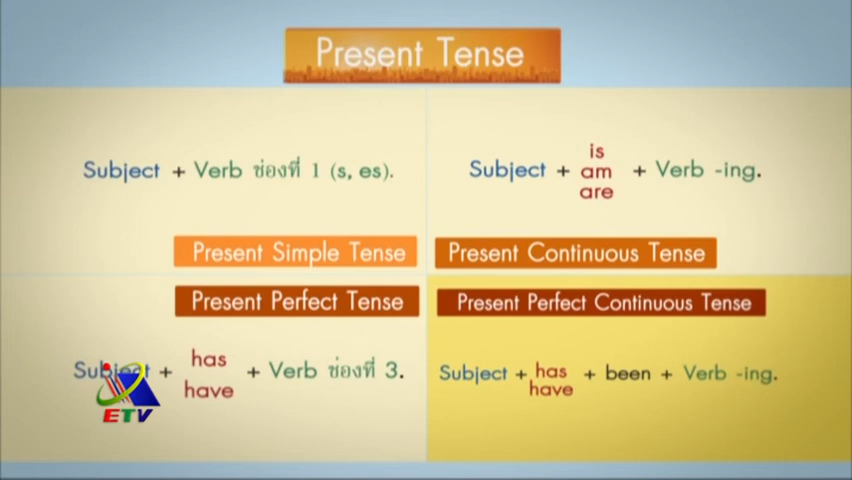 Present Tense
Subject + Verb ช่องที่ 1 (s, es).
Present Simple Tense
is
Subject + am + Verb -ing.
are
Present Continuous Tense
Present Perfect Tense
has
Subject + + Verb ช่องที่ 3.
have
Present Perfect Continuous Tense
Subject + has + been + Verb -ing.
have
ETV